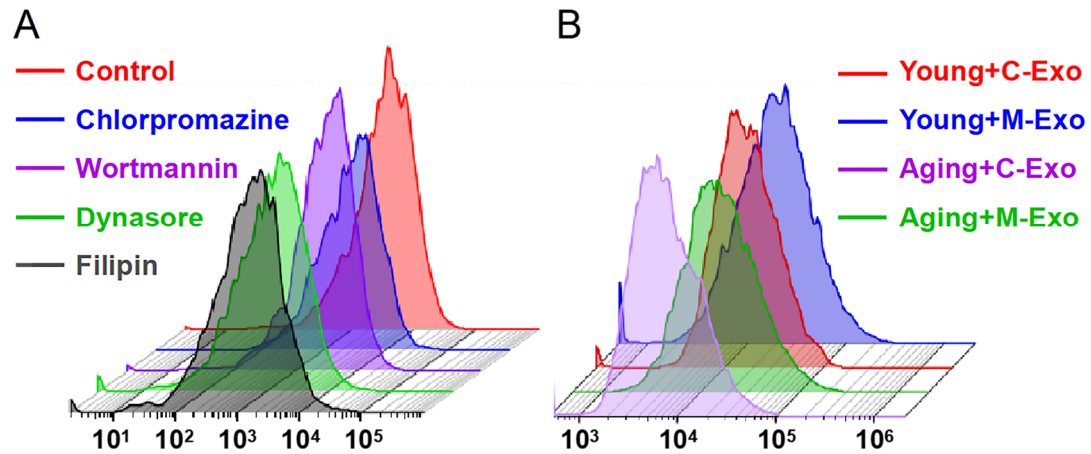 A
Control
Chlorpromazine
Wortmannin
Dynasore
Filipin
10¹ 10² 10³ 10⁴ 10⁵
B
Young+C-Exo
Young+M-Exo
Aging+C-Exo
Aging+M-Exo
10³ 10⁴ 10⁵ 10⁶